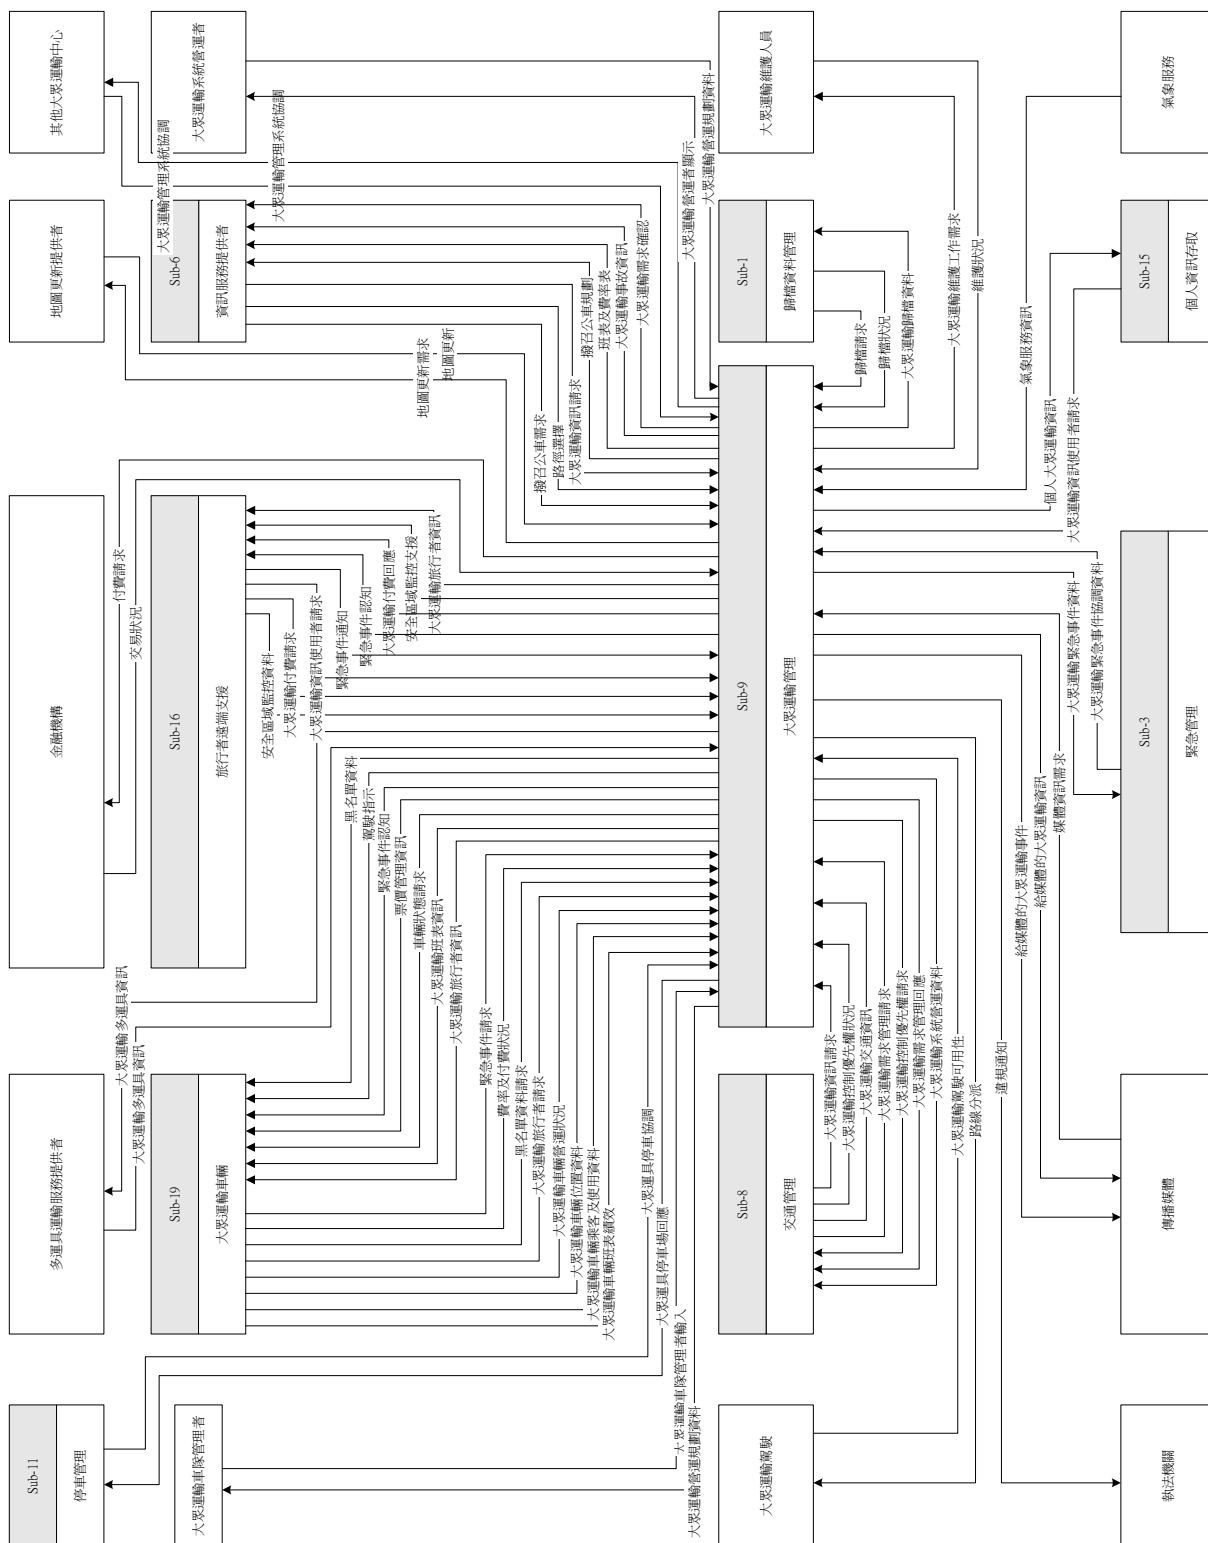 其他大眾運輸中心
大眾運輸系統營運者
大眾運輸維護人員
氣象服務
大眾運輸管理系統協調
大眾運輸管理系統協調
大眾運輸營運者顯示
大眾運輸營運規劃資料
地圖更新提供者
Sub-6
資訊服務提供者
Sub-1
歸檔資料管理
Sub-15
個人資訊存取
地圖更新需求
地圖更新
撥召公車需求
路徑選擇
大眾運輸資訊請求
撥召公車規劃
班表及費率表
大眾運輸事故資訊
大眾運輸需求確認
歸檔請求
歸檔狀況
大眾運輸歸檔資料
大眾運輸維護工作需求
維護狀況
氣象服務資訊
個人大眾運輸資訊
大眾運輸資訊使用者請求
金融機構
付費請求
交易狀況
Sub-16
旅行者遠端支援
安全區域監控資料
大眾運輸付費請求
大眾運輸資訊使用者請求
緊急事件通知
緊急事件認知
大眾運輸付費回應
安全區域監控支援
大眾運輸旅行者資訊
Sub-9
大眾運輸管理
大眾運輸緊急事件資料
大眾運輸緊急事件協調資料
Sub-3
緊急管理
給媒體的大眾運輸事件
給媒體的大眾運輸資訊
媒體資訊需求
多運具運輸服務提供者
大眾運輸多運具資訊
大眾運輸多運具資訊
Sub-19
大眾運輸車輛
黑名單資料
駕駛指示
緊急事件認知
票價管理資訊
車輛狀態請求
大眾運輸班表資訊
大眾運輸旅行者資訊
緊急事件請求
費率及付費狀況
黑名單資料請求
大眾運輸旅行者請求
大眾運輸車輛營運狀況
大眾運輸車輛位置資料
大眾運輸車輛乘客及使用資料
大眾運輸車輛班表績效
Sub-8
交通管理
大眾運輸資訊請求
大眾運輸控制優先權狀況
大眾運輸交通資訊
大眾運輸需求管理請求
大眾運輸控制優先權請求
大眾運輸需求管理回應
大眾運輸系統營運資料
大眾運輸駕駛可用性
路線分派
違規通知
傳播媒體
Sub-11
停車管理
大眾運具停車協調
大眾運具停車場回應
大眾運輸車隊管理者
大眾運輸車隊管理者輸入
大眾運輸營運規劃資料
大眾運輸駕駛
執法機關